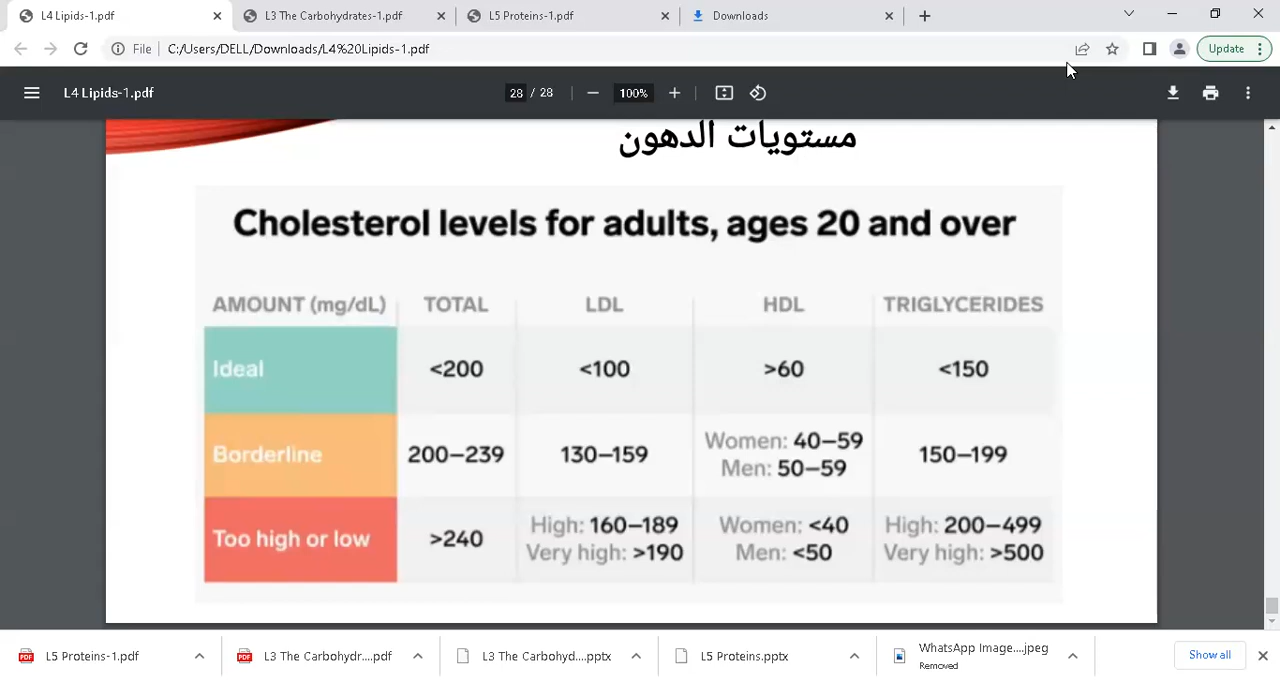 L4 Lipids-1.pdf
L3 The Carbohydrates-1.pdf
L5 Proteins-1.pdf
Downloads
File
C:/Users/DELL/Downloads/L4%20Lipids-1.pdf
Update
L4 Lipids-1.pdf
28 / 28
100%
مستويات الدهون
Cholesterol levels for adults, ages 20 and over
AMOUNT (mg/dL) TOTAL LDL HDL TRIGLYCERIDES
Ideal <200 <100 >60 <150
Borderline 200–239 130–159 Women: 40–59 150–199
Men: 50–59
Too high or low >240 High: 160–189 Women: <40 High: 200–499
Very high: >190 Men: <50 Very high: >500
L5 Proteins-1.pdf
L3 The Carbohydr....pdf
L3 The Carbohyd....pptx
L5 Proteins.pptx
WhatsApp Image....jpeg
Removed
Show all